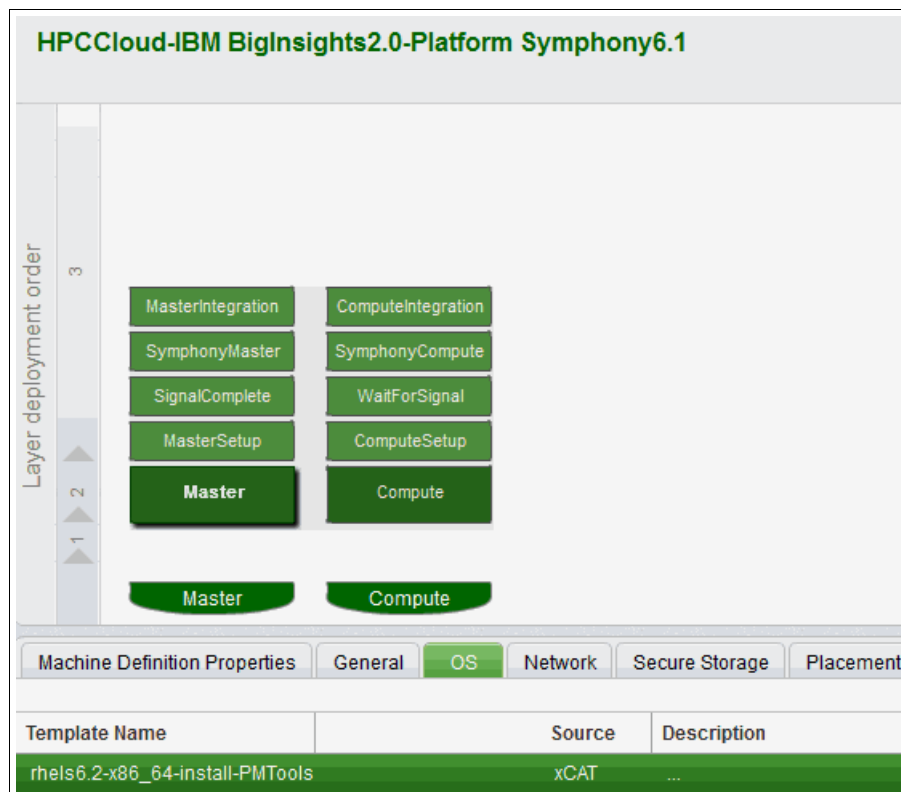 HPCCloud-IBM BigInsights2.0-Platform Symphony6.1
Layer deployment order
3
2
1
MasterIntegration ComputeIntegration
SymphonyMaster SymphonyCompute
SignalComplete WaitForSignal
MasterSetup ComputeSetup
Master Compute
Master Compute
Machine Definition Properties General OS Network Secure Storage Placement
Template Name Source Description
rhels6.2-x86_64-install-PMTools xCAT ...